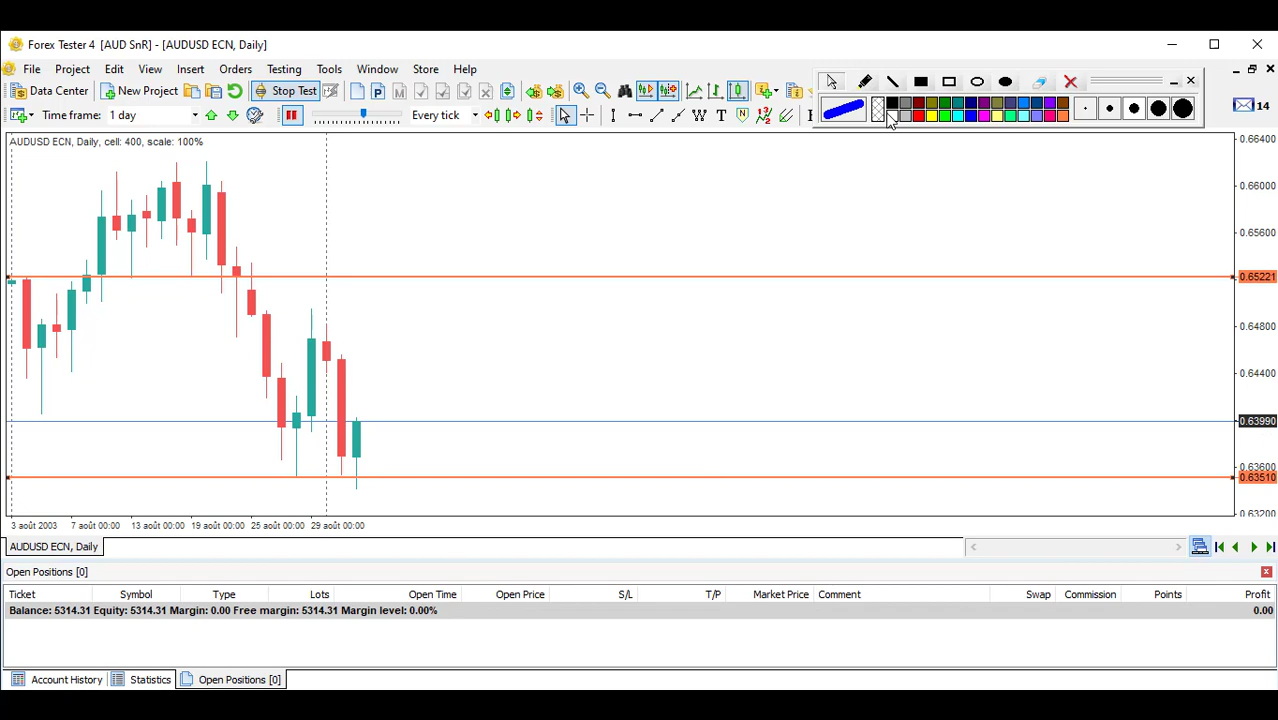 Forex Tester 4 [AUD SnR] - [AUDUSD ECN, Daily]
File Project Edit View Insert Orders Testing Tools Window Store Help
Data Center New Project Stop Test
14
Time frame: 1 day Every tick
AUDUSD ECN, Daily, cell: 400, scale: 100%
0.66400
0.66000
0.65600
0.65221
0.64800
0.64400
0.63990
0.63600
0.63510
0.63200
3 août 2003 7 août 00:00 13 août 00:00 19 août 00:00 25 août 00:00 29 août 00:00
AUDUSD ECN, Daily
Open Positions [0]
Ticket Symbol Type Lots Open Time Open Price S/L T/P Market Price Comment Swap Commission Points Profit
Balance: 5314.31 Equity: 5314.31 Margin: 0.00 Free margin: 5314.31 Margin level: 0.00% 0.00
Account History Statistics Open Positions [0]